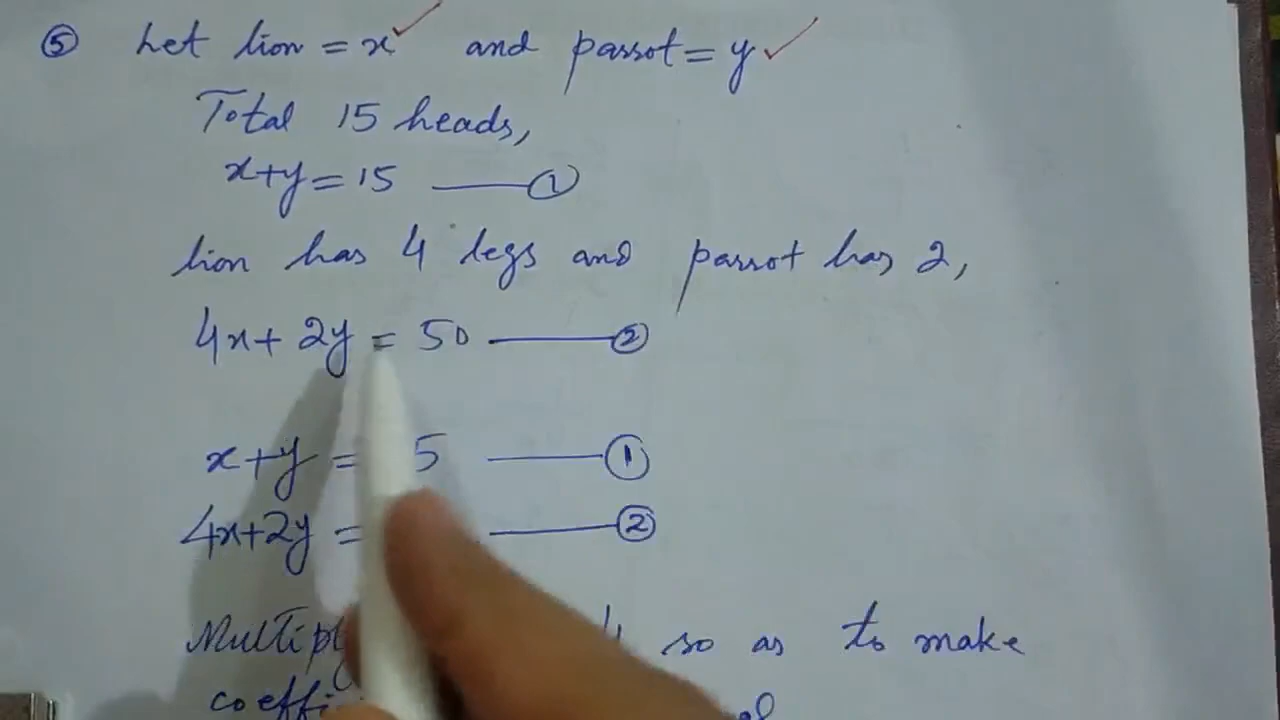 ⑤ Let lion = x and parrot = y
Total 15 heads,
x+y = 15 —— ①
lion has 4 legs and parrot has 2,
4x + 2y = 50 —— ②
x+y = 5 —— ①
4x+2y = —— ②
so as to make